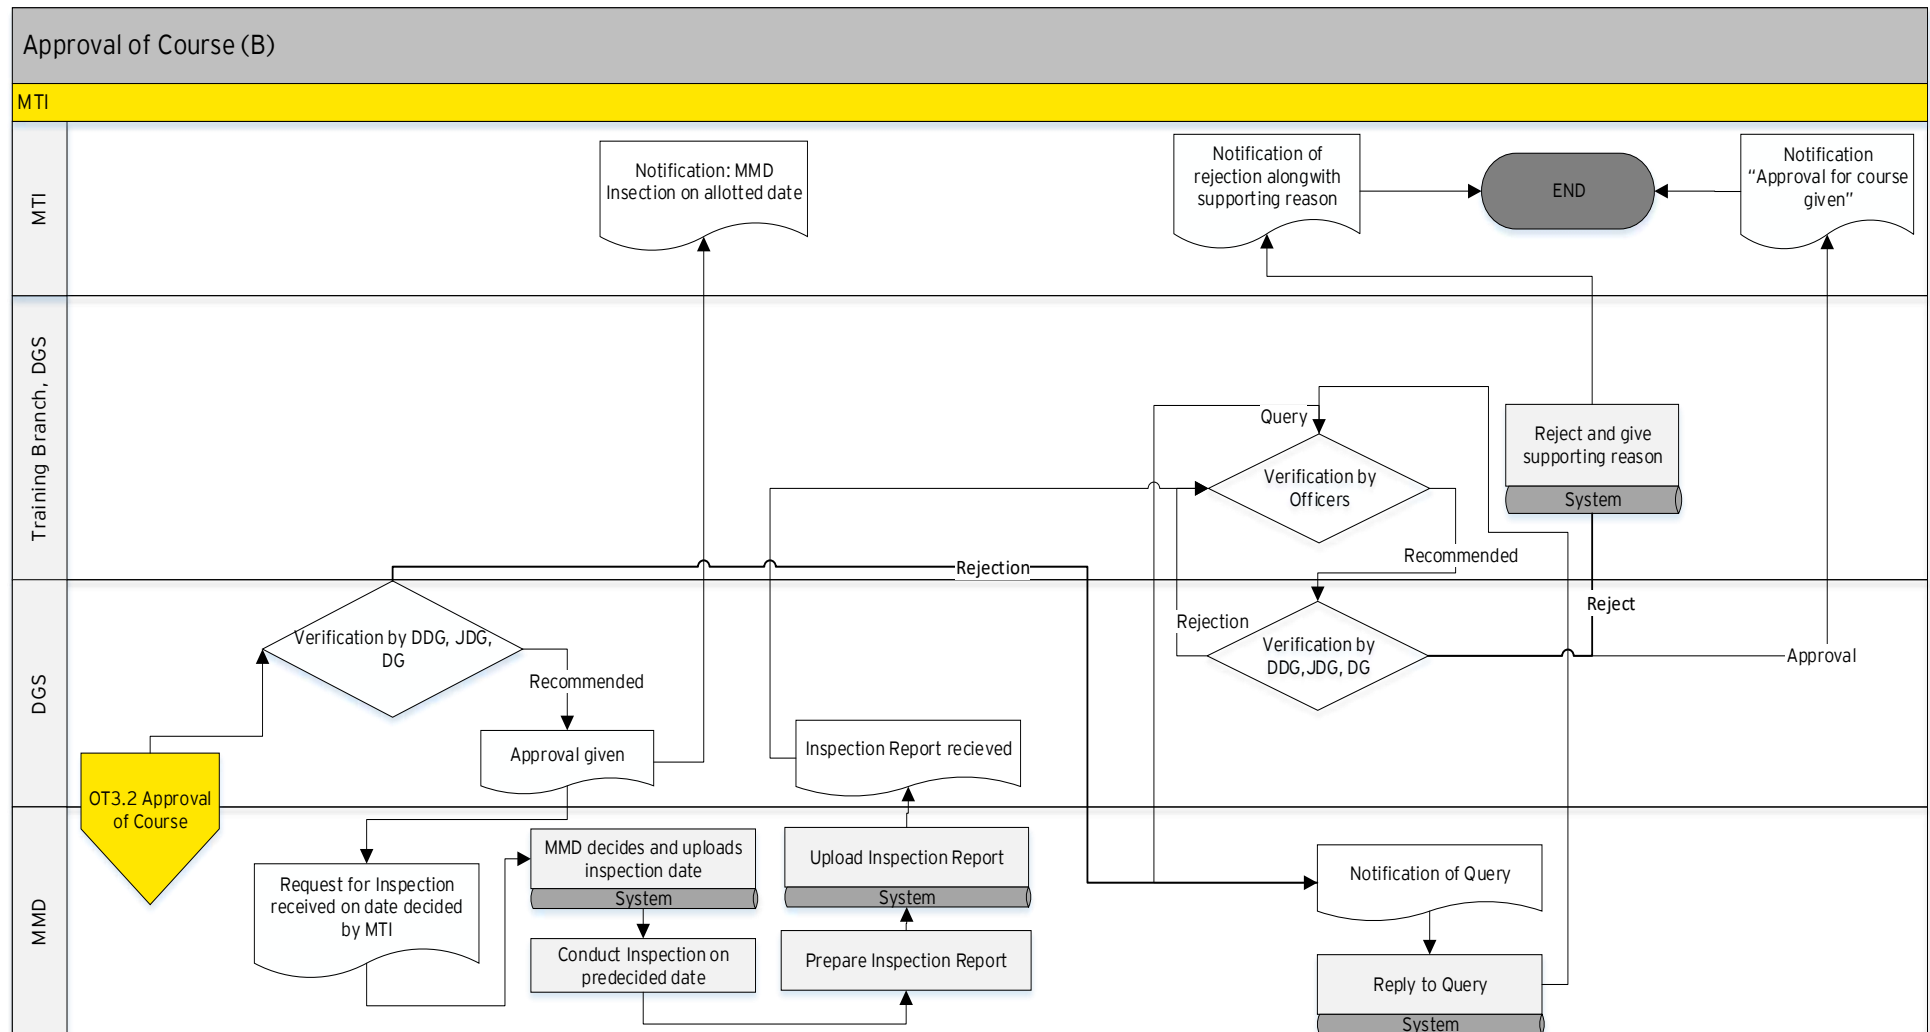 Approval of Course (B)
MTI
MTI
Notification: MMD
Insection on allotted date
Notification of
rejection alongwith
supporting reason
END
Notification
“Approval for course
given”
Training Branch, DGS
Query
Verification by
Officers
Reject and give
supporting reason
System
Recommended
Rejection
DGS
Verification by DDG, JDG,
DG
Recommended
Approval given
Inspection Report recieved
Rejection
Verification by
DDG,JDG, DG
Reject
Approval
OT3.2 Approval
of Course
MMD
Request for Inspection
received on date decided
by MTI
MMD decides and uploads
inspection date
System
Conduct Inspection on
predecided date
Upload Inspection Report
System
Prepare Inspection Report
Notification of Query
Reply to Query
System